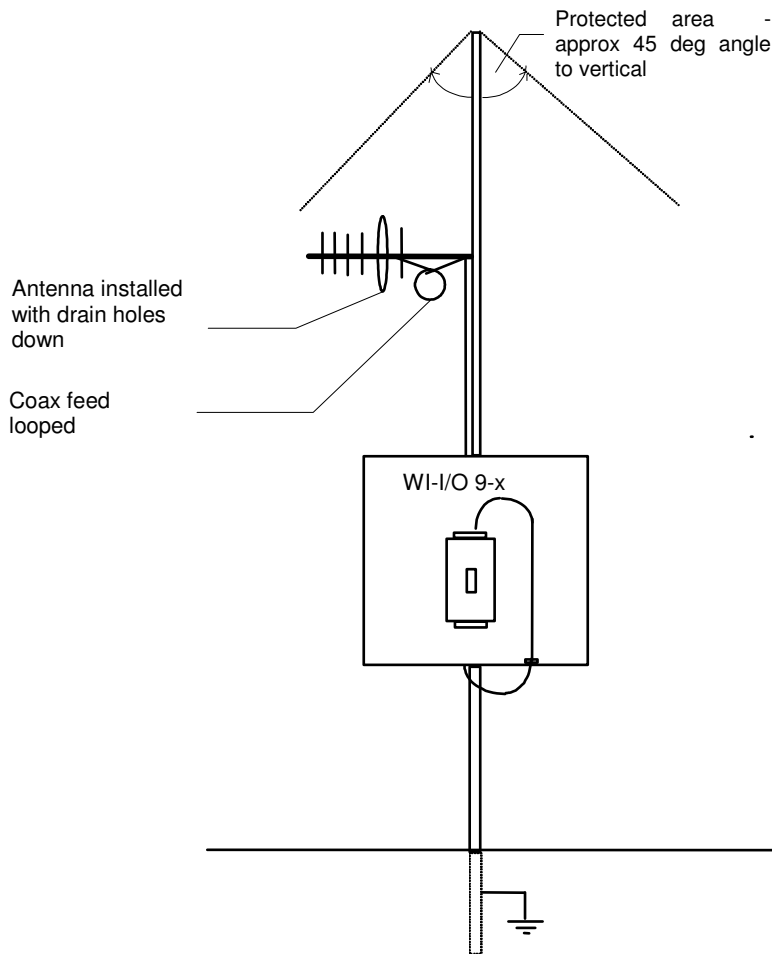 Protected area -
approx 45 deg angle
to vertical
Antenna installed
with drain holes
down
Coax feed
looped
WI-I/O 9-x